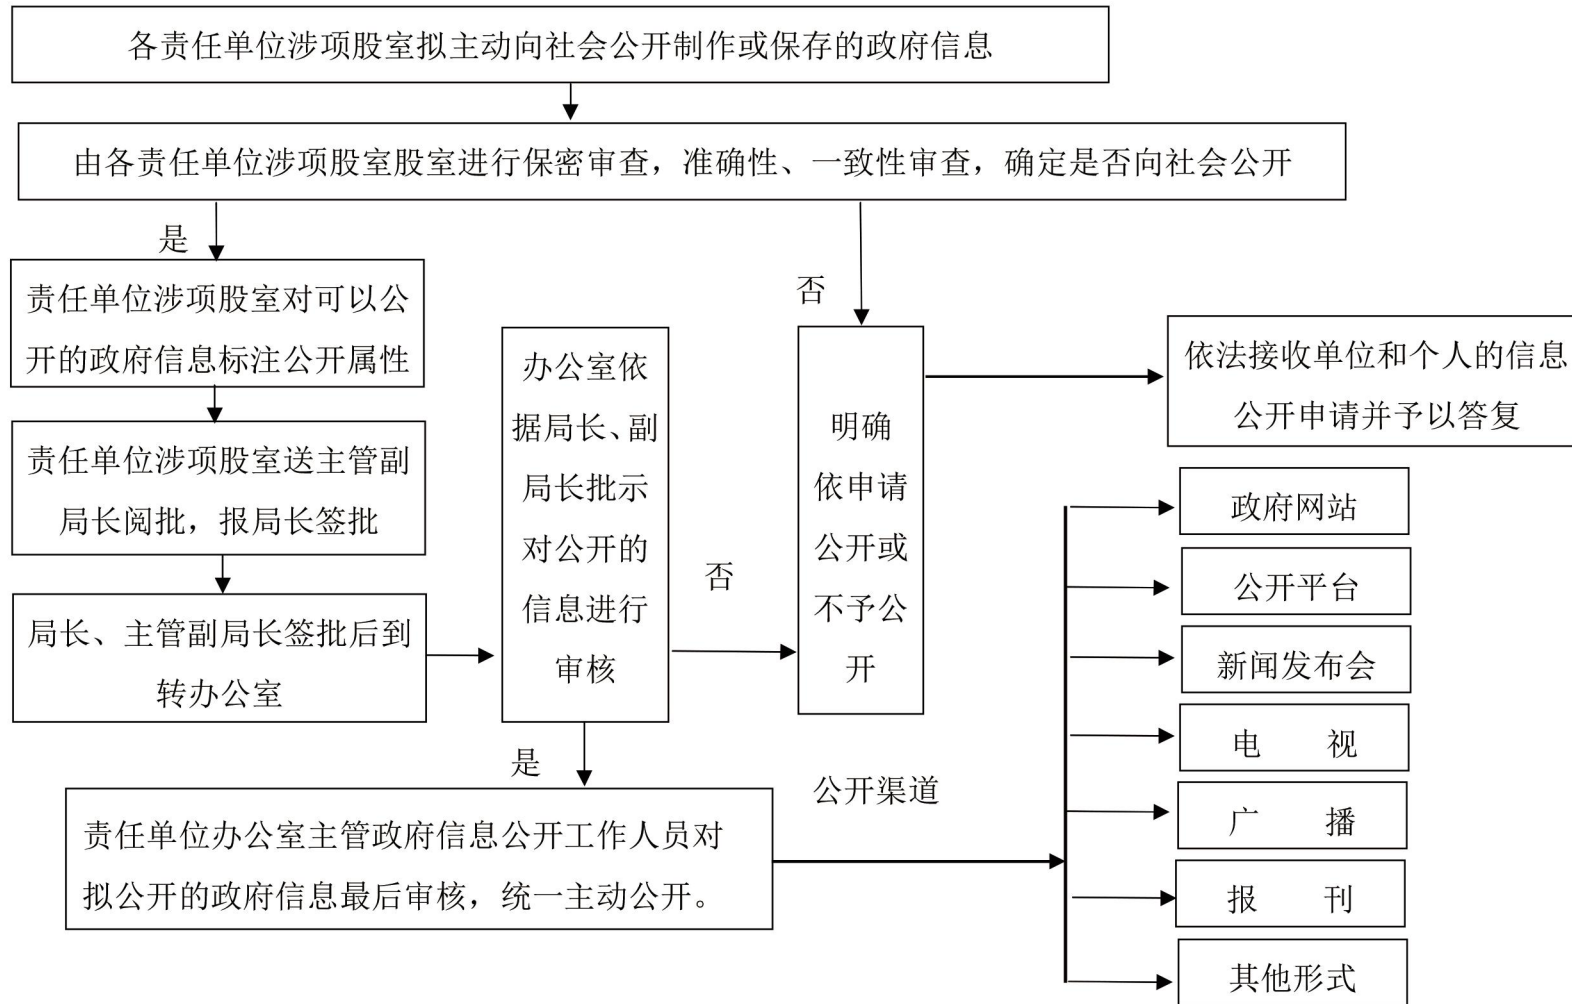 各责任单位涉项股室拟主动向社会公开制作或保存的政府信息
由各责任单位涉项股室股室进行保密审查，准确性、一致性审查，确定是否向社会公开
是
否
责任单位涉项股室对可以公
开的政府信息标注公开属性
责任单位涉项股室送主管副
局长阅批，报局长签批
局长、主管副局长签批后到
转办公室
办公室依
据局长、副
局长批示
对公开的
信息进行
审核
否
是
明确
依申请
公开或
不予公
开
依法接收单位和个人的信息
公开申请并予以答复
责任单位办公室主管政府信息公开工作人员对
拟公开的政府信息最后审核，统一主动公开。
公开渠道
政府网站
公开平台
新闻发布会
电　　视
广　　播
报　　刊
其他形式